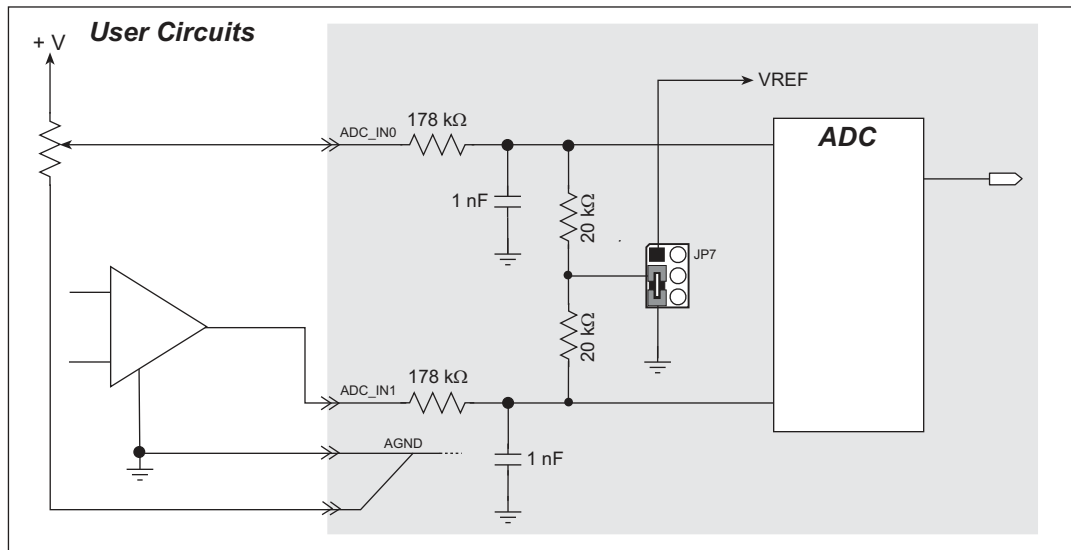 User Circuits
+ V
VREF
ADC_IN0
178 kΩ
ADC
1 nF
20 kΩ
JP7
20 kΩ
ADC_IN1
178 kΩ
AGND
1 nF